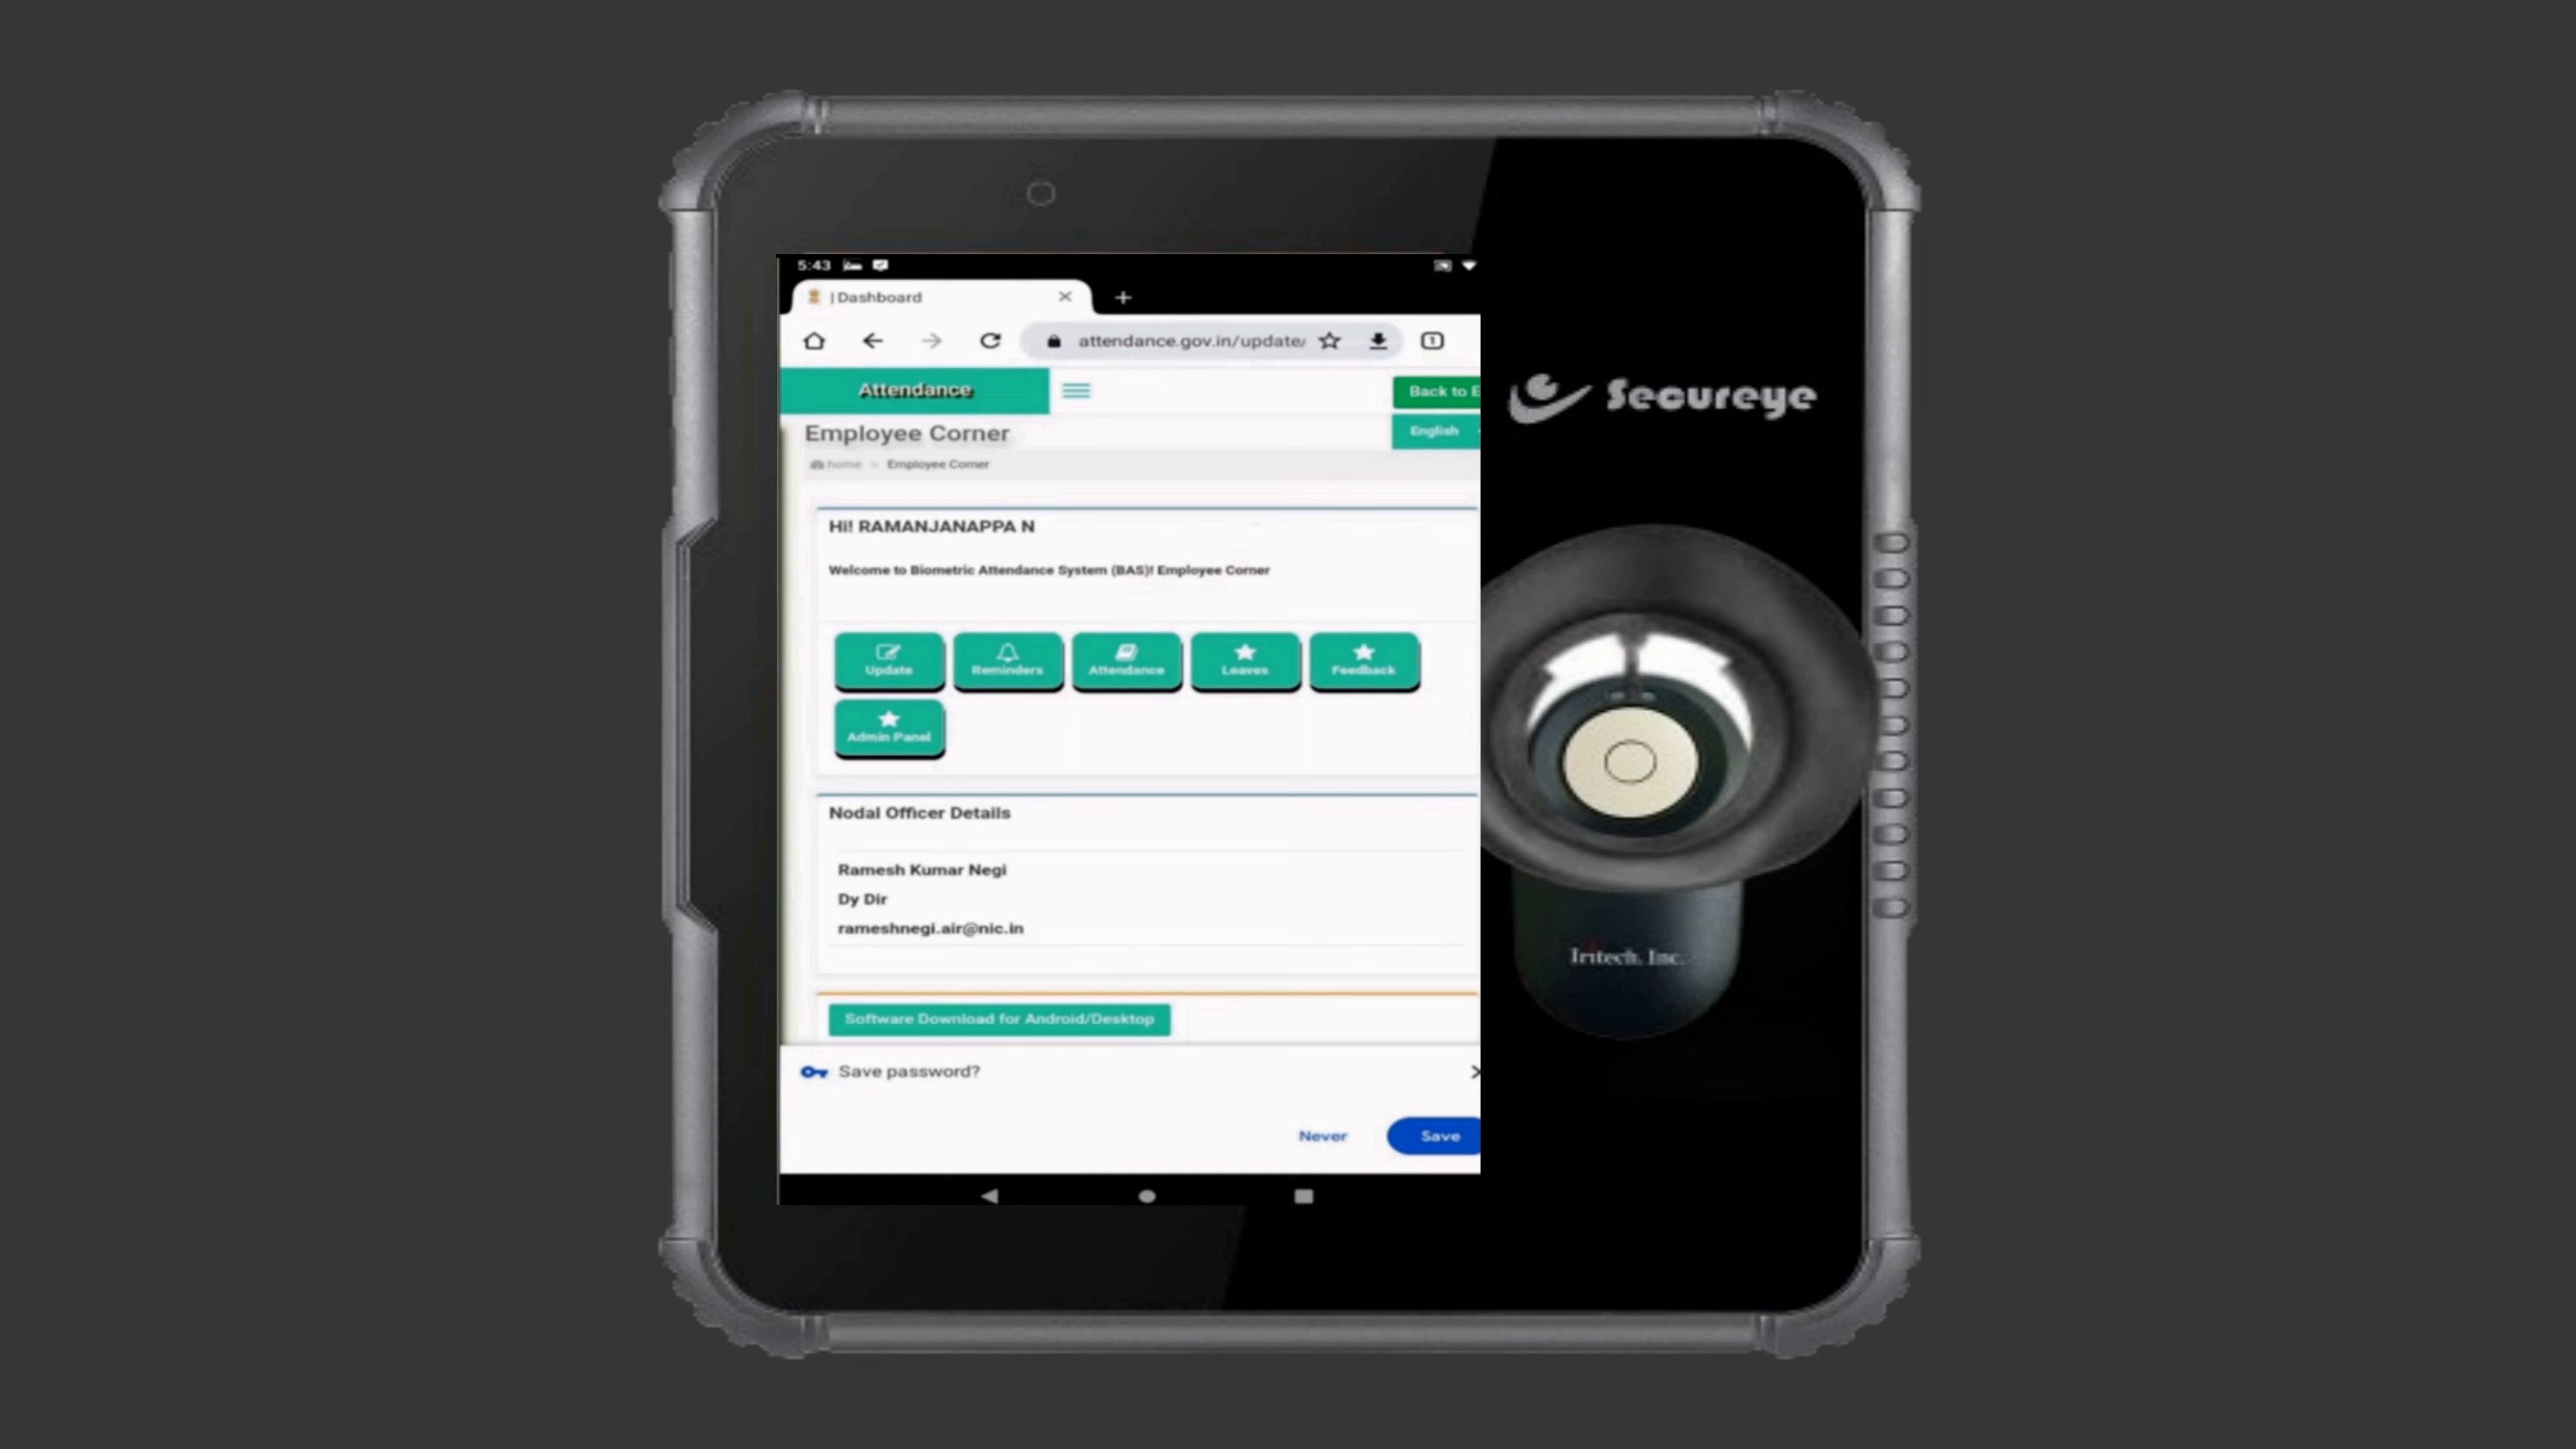 5:43
| Dashboard
attendance.gov.in/update/
1
Attendance
Back to E
English
Employee Corner
home
Employee Corner
Hi! RAMANJANAPPA N
Welcome to Biometric Attendance System (BAS)! Employee Corner
Update
Reminders
Attendance
Leaves
Feedback
Admin Panel
Nodal Officer Details
Ramesh Kumar Negi
Dy Dir
rameshnegi.air@nic.in
Software Download for Android/Desktop
Save password?
Never
Save
Secureye
Iritech, Inc.